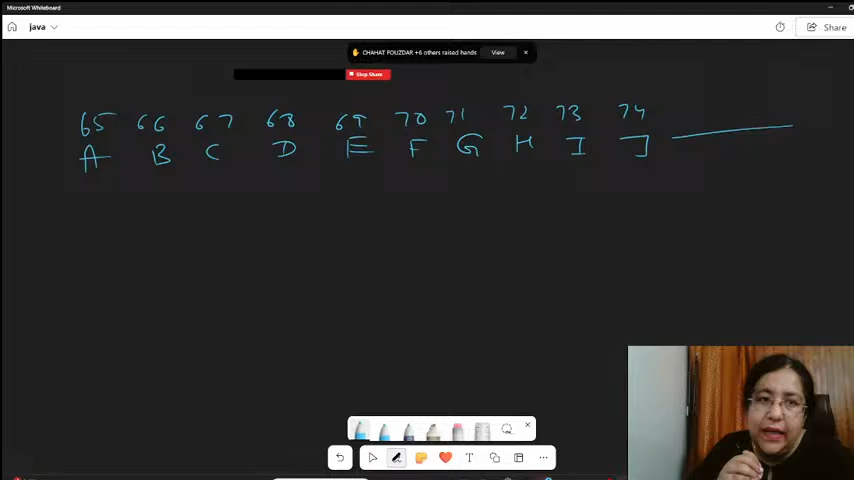 Microsoft Whiteboard
java
Share
CHAHAT FOUZDAR +6 others raised hands
View
Stop Share
65 66 67 68 69 70 71 72 73 74
A B C D E F G H I J
T